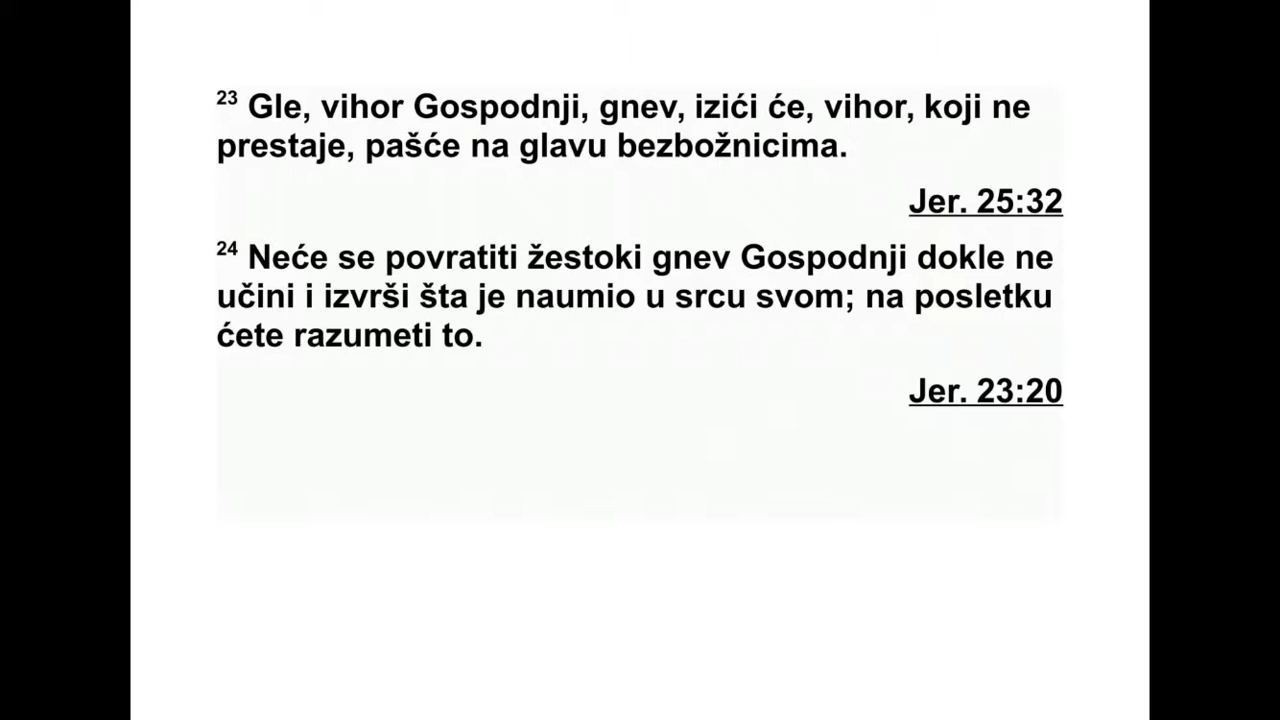 23 Gle, vihor Gospodnji, gnev, izići će, vihor, koji ne
prestaje, pašće na glavu bezbožnicima.
Jer. 25:32
24 Neće se povratiti žestoki gnev Gospodnji dokle ne
učini i izvrši šta je naumio u srcu svom; na posletku
ćete razumeti to.
Jer. 23:20